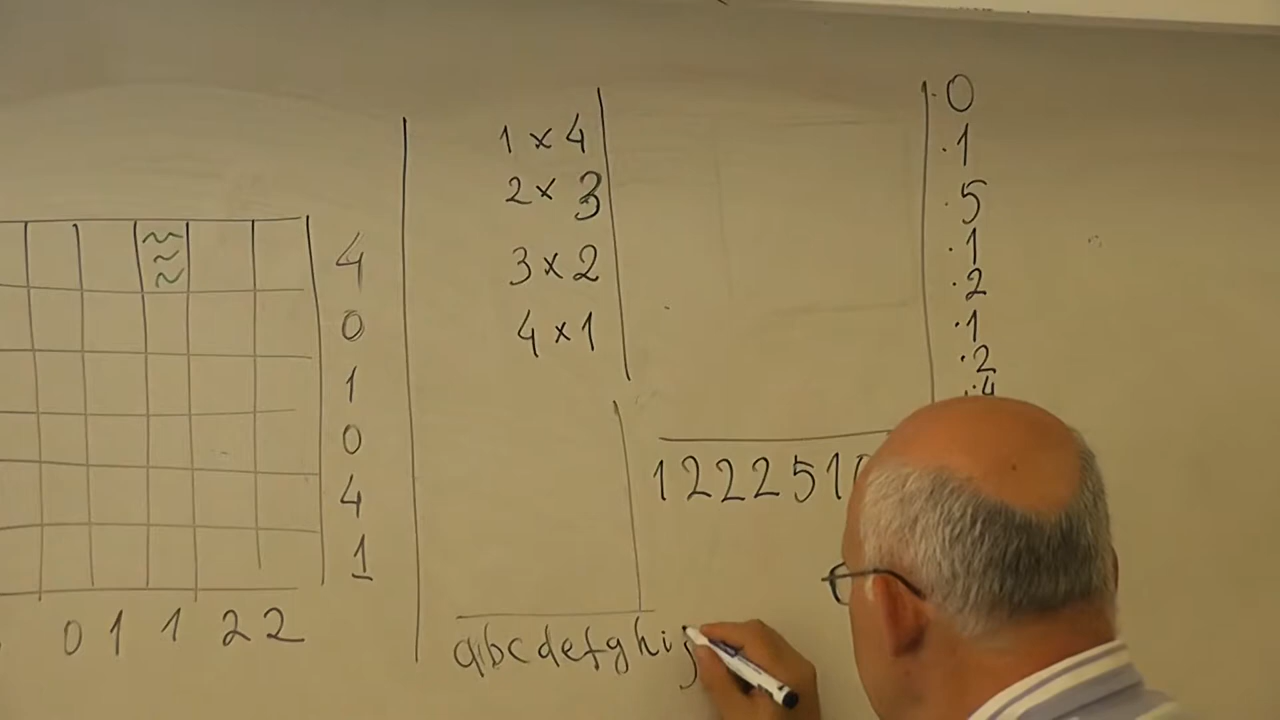 4
0
1
0
4
1
0 1 1 2 2
1 x 4
2 x 3
3 x 2
4 x 1
.0
.1
.5
.1
.2
.1
.2
.4
1 2 2 2 5 1
a b c d e f g h i j